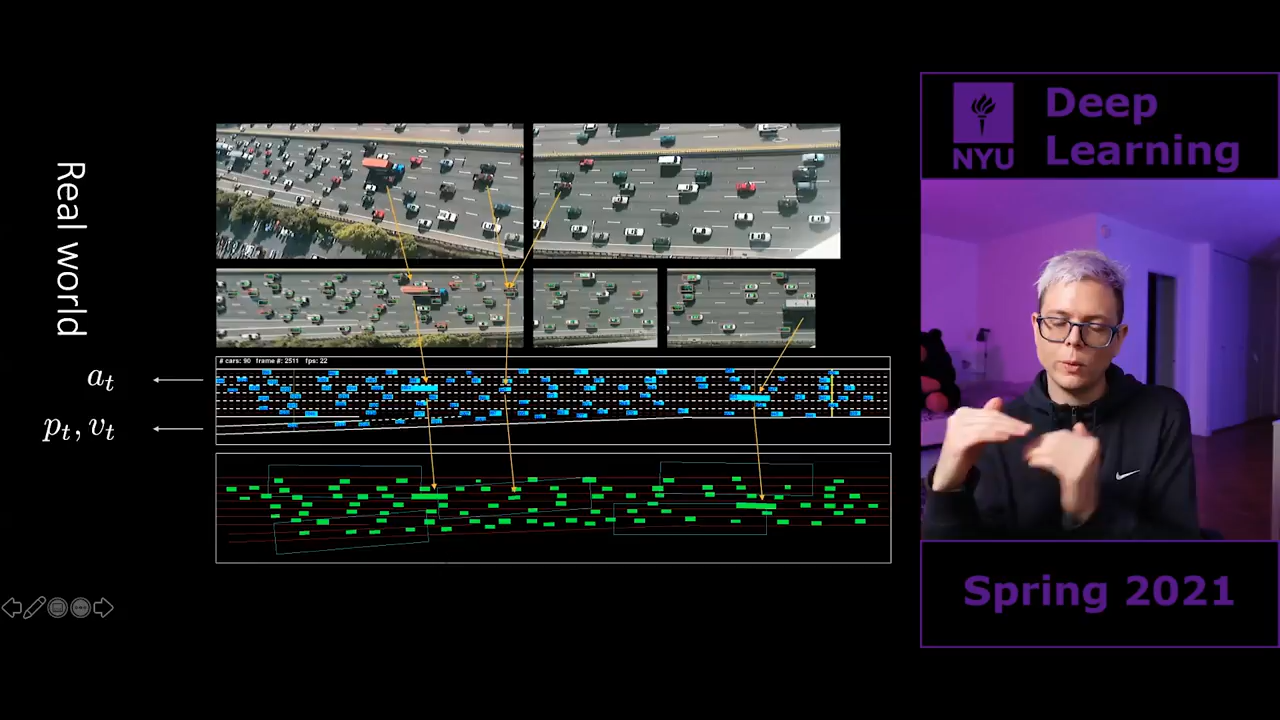 Real world
a_t
p_t, v_t
# cars: 90 frame #: 2511 fps: 22
NYU
Deep
Learning
Spring 2021